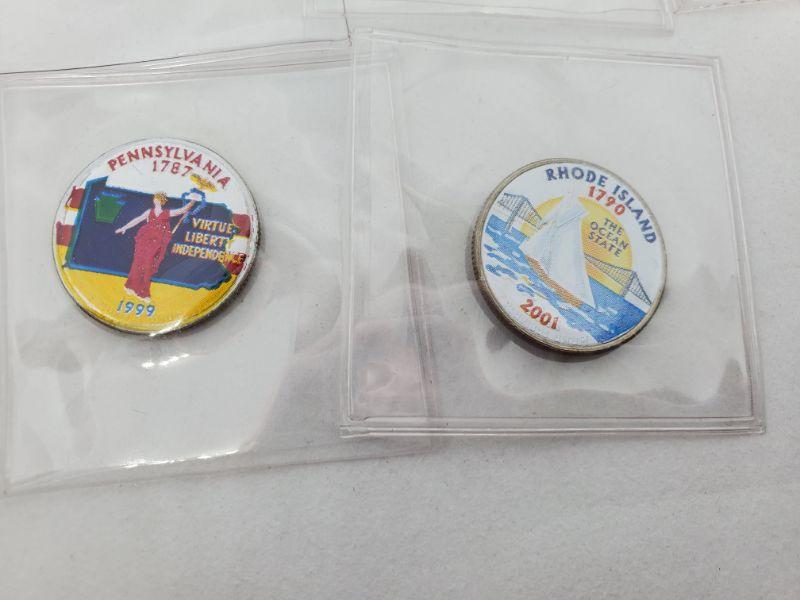 PENNSYLVANIA
1787
VIRTUE
LIBERTY
INDEPENDENCE
1999
RHODE ISLAND
1790
THE
OCEAN
STATE
2001